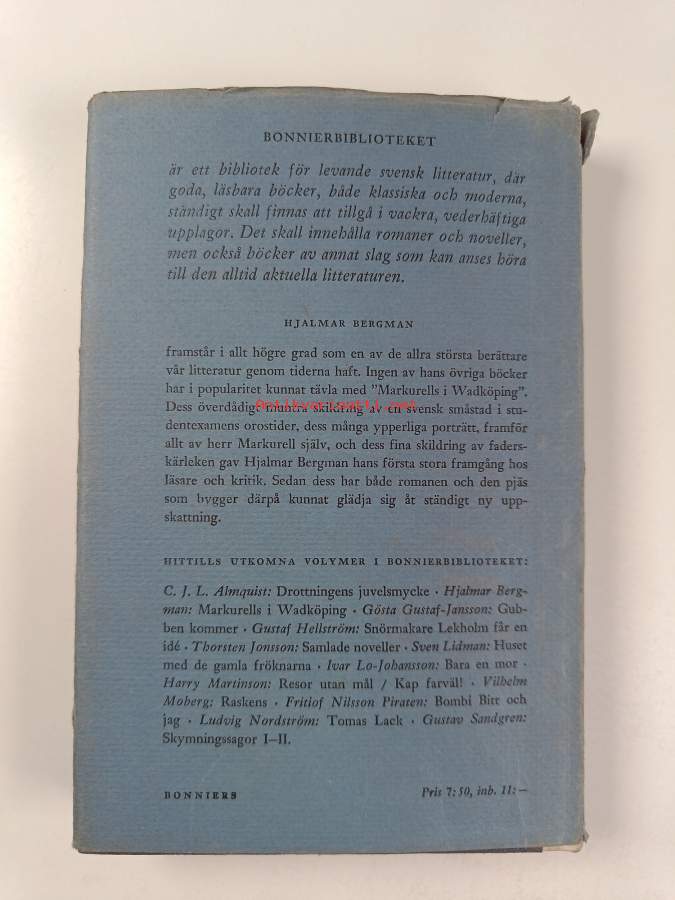 BONNIERBIBLIOTEKET
är ett bibliotek för levande svensk litteratur, där
goda, läsbara böcker, både klassiska och moderna,
ständigt skall finnas att tillgå i vackra, vederhäftiga
upplagor. Det skall innehålla romaner och noveller,
men också böcker av annat slag som kan anses höra
till den alltid aktuella litteraturen.
HJALMAR BERGMAN
framstår i allt högre grad som en av de allra största berättare
vår litteratur genom tiderna haft. Ingen av hans övriga böcker
har i popularitet kunnat tävla med "Markurells i Wadköping".
Dess överdådigt muntra skildring av en svensk småstad i stu-
dentexamens orostider, dess många ypperliga porträtt, framför
allt av herr Markurell själv, och dess fina skildring av faders-
kärleken gav Hjalmar Bergman hans första stora framgång hos
läsare och kritik. Sedan dess har både romanen och den pjäs
som bygger därpå kunnat glädja sig åt ständigt ny upp-
skattning.
HITTILLS UTKOMNA VOLYMER I BONNIERBIBLIOTEKET:
C. J. L. Almquist: Drottningens juvelsmycke · Hjalmar Berg-
man: Markurells i Wadköping · Gösta Gustaf-Janson: Gub-
ben kommer · Gustaf Hellström: Snörmakare Lekholm får en
idé · Thorsten Jonsson: Samlade noveller · Sven Lidman: Huset
med de gamla fröknarna · Ivar Lo-Johansson: Bara en mor ·
Harry Martinson: Resor utan mål / Kap farväl! · Vilhelm
Moberg: Raskens · Fritiof Nilsson Piraten: Bombi Bitt och
jag · Ludvig Nordström: Tomas Lack · Gustav Sandgren:
Skymningssagor I–II.
BONNIERS
Pris 7:50, inb. 11:–